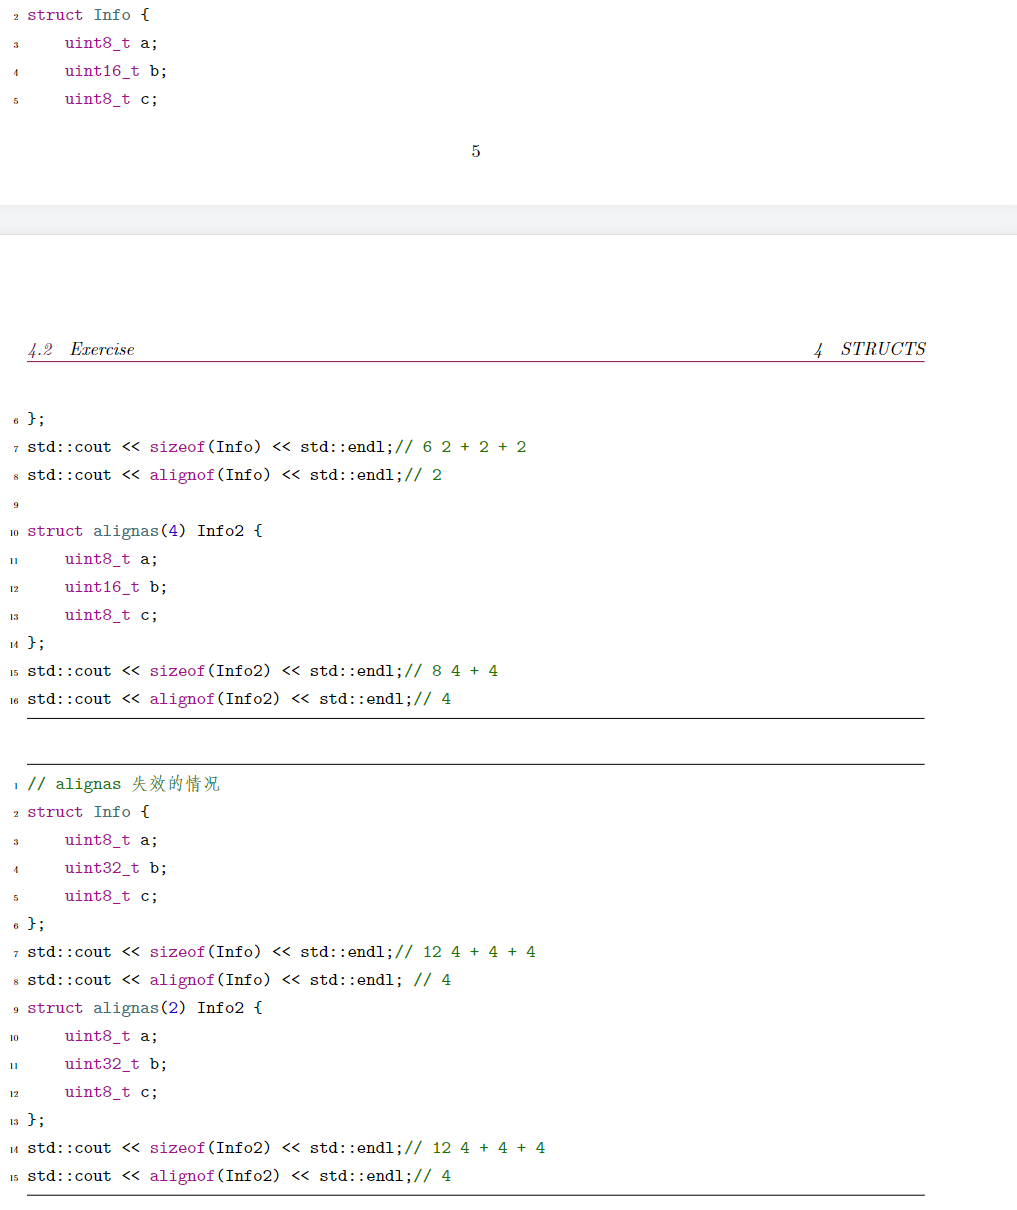 2 struct Info {
3     uint8_t a;
4     uint16_t b;
5     uint8_t c;
5
4.2 Exercise 4 STRUCTS
6 };
7 std::cout << sizeof(Info) << std::endl;// 6 2 + 2 + 2
8 std::cout << alignof(Info) << std::endl;// 2
9
10 struct alignas(4) Info2 {
11     uint8_t a;
12     uint16_t b;
13     uint8_t c;
14 };
15 std::cout << sizeof(Info2) << std::endl;// 8 4 + 4
16 std::cout << alignof(Info2) << std::endl;// 4
1 // alignas 失效的情况
2 struct Info {
3     uint8_t a;
4     uint32_t b;
5     uint8_t c;
6 };
7 std::cout << sizeof(Info) << std::endl;// 12 4 + 4 + 4
8 std::cout << alignof(Info) << std::endl; // 4
9 struct alignas(2) Info2 {
10     uint8_t a;
11     uint32_t b;
12     uint8_t c;
13 };
14 std::cout << sizeof(Info2) << std::endl;// 12 4 + 4 + 4
15 std::cout << alignof(Info2) << std::endl;// 4